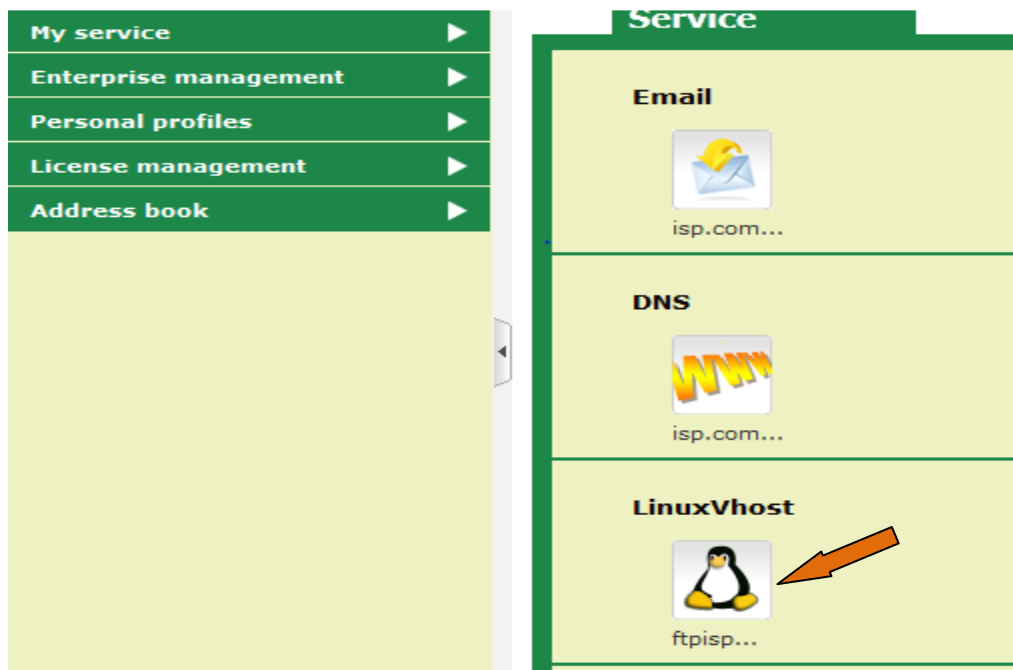 My service
Enterprise management
Personal profiles
License management
Address book
Service
Email
isp.com...
DNS
WWW
isp.com...
LinuxVhost
ftpisp...